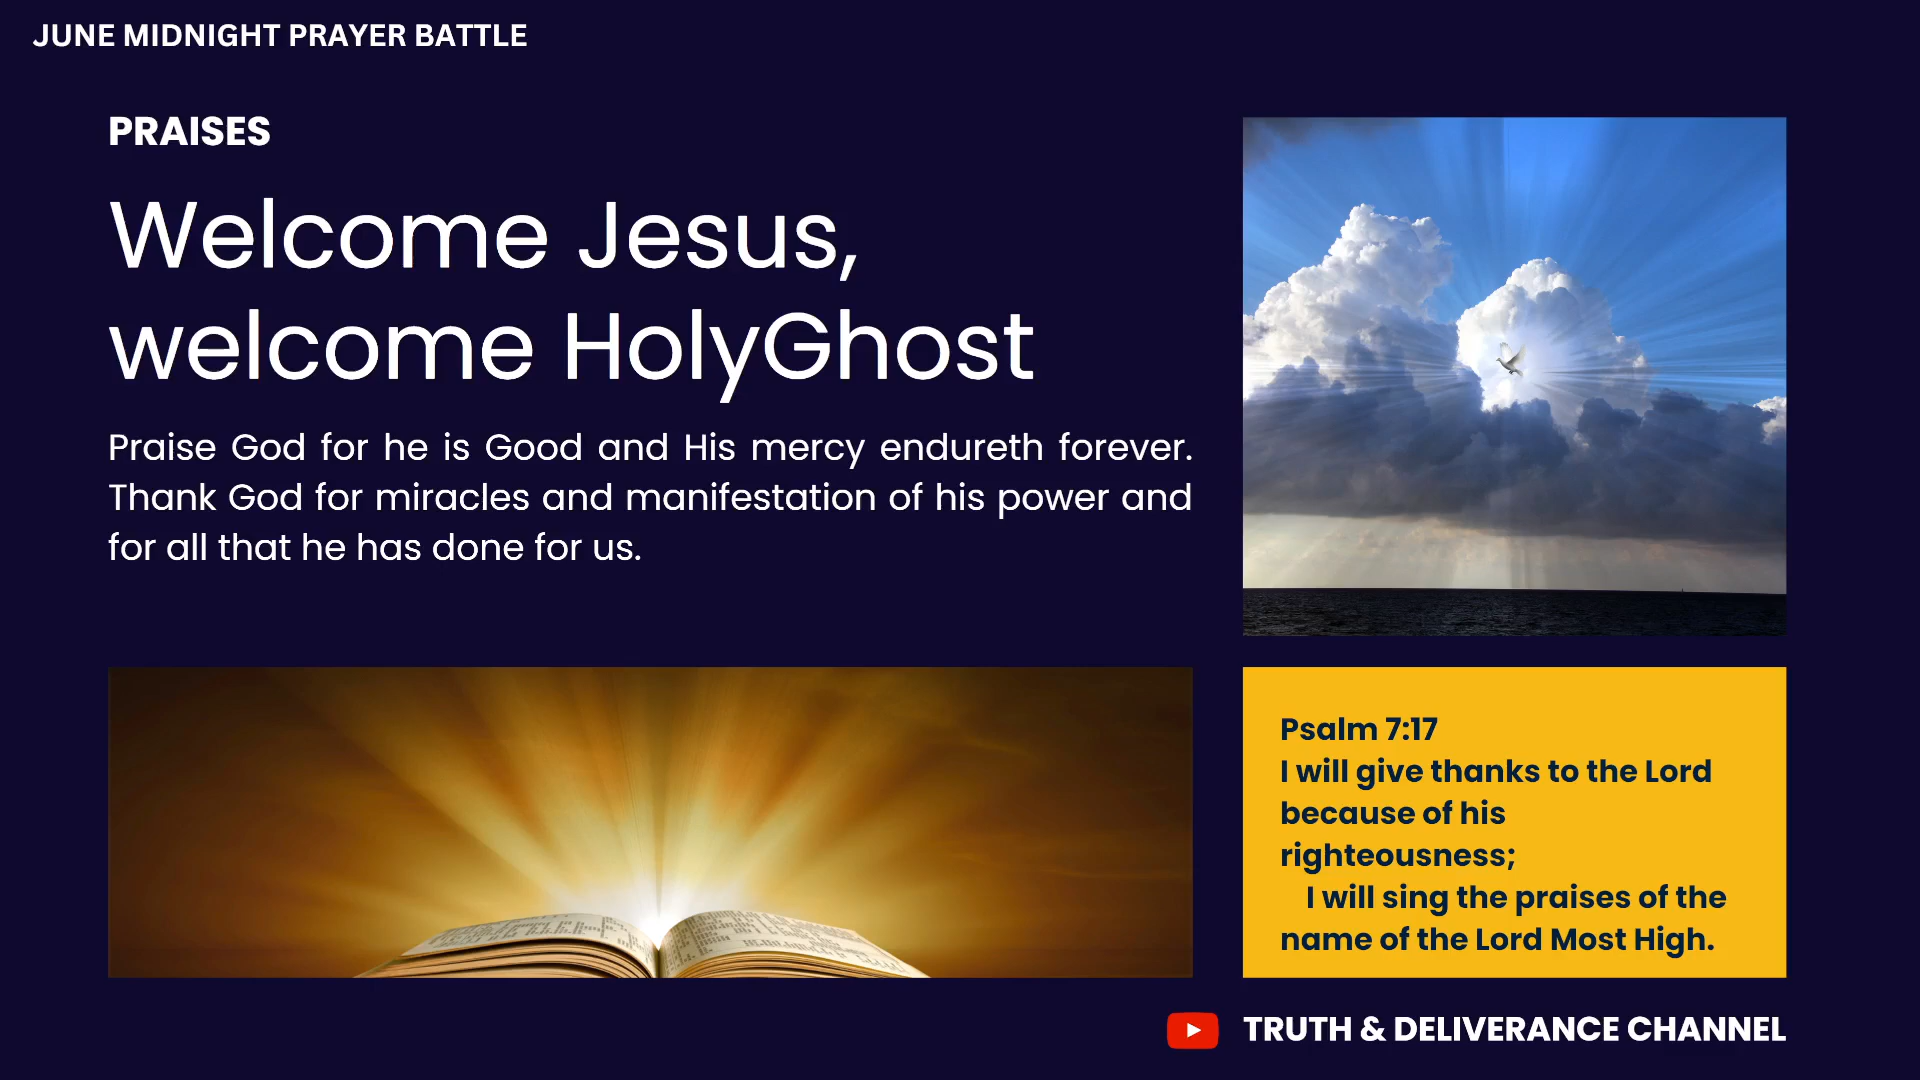 JUNE MIDNIGHT PRAYER BATTLE
PRAISES
Welcome Jesus,
welcome HolyGhost
Praise God for he is Good and His mercy endureth forever.
Thank God for miracles and manifestation of his power and
for all that he has done for us.
Psalm 7:17
I will give thanks to the Lord
because of his
righteousness;
I will sing the praises of the
name of the Lord Most High.
TRUTH & DELIVERANCE CHANNEL